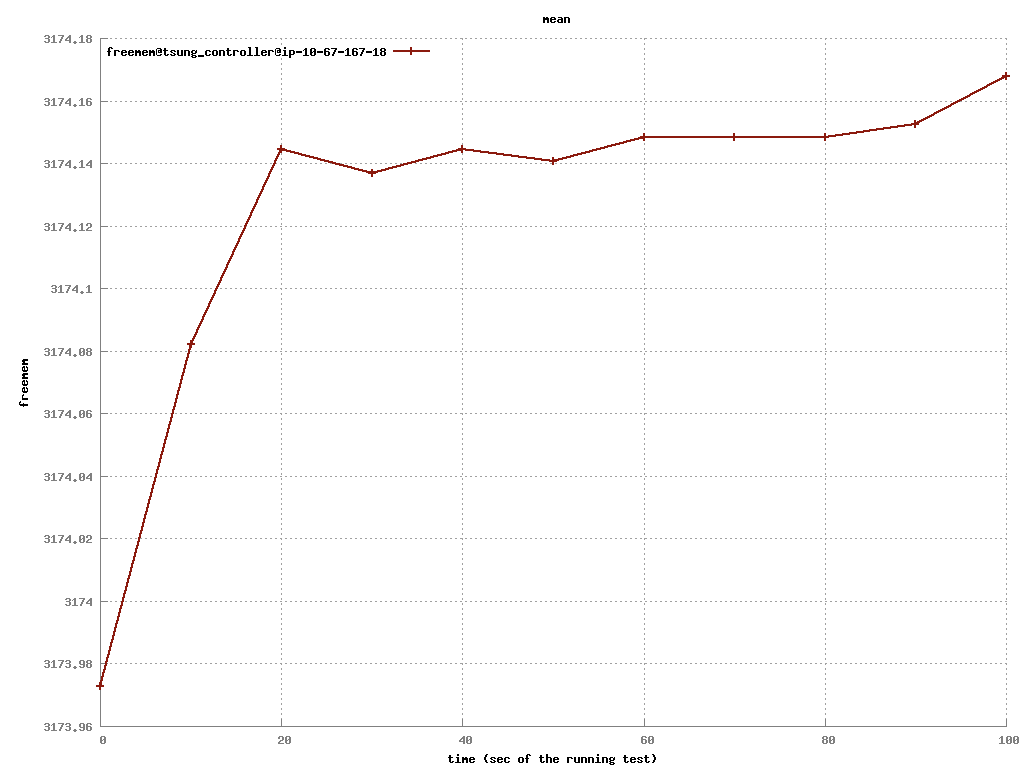 mean
3174.18
freemem@tsung_controller@ip-10-67-167-18
3174.16
3174.14
3174.12
3174.1
3174.08
freemem
3174.06
3174.04
3174.02
3174
3173.98
3173.96
0 20 40 60 80 100
time (sec of the running test)